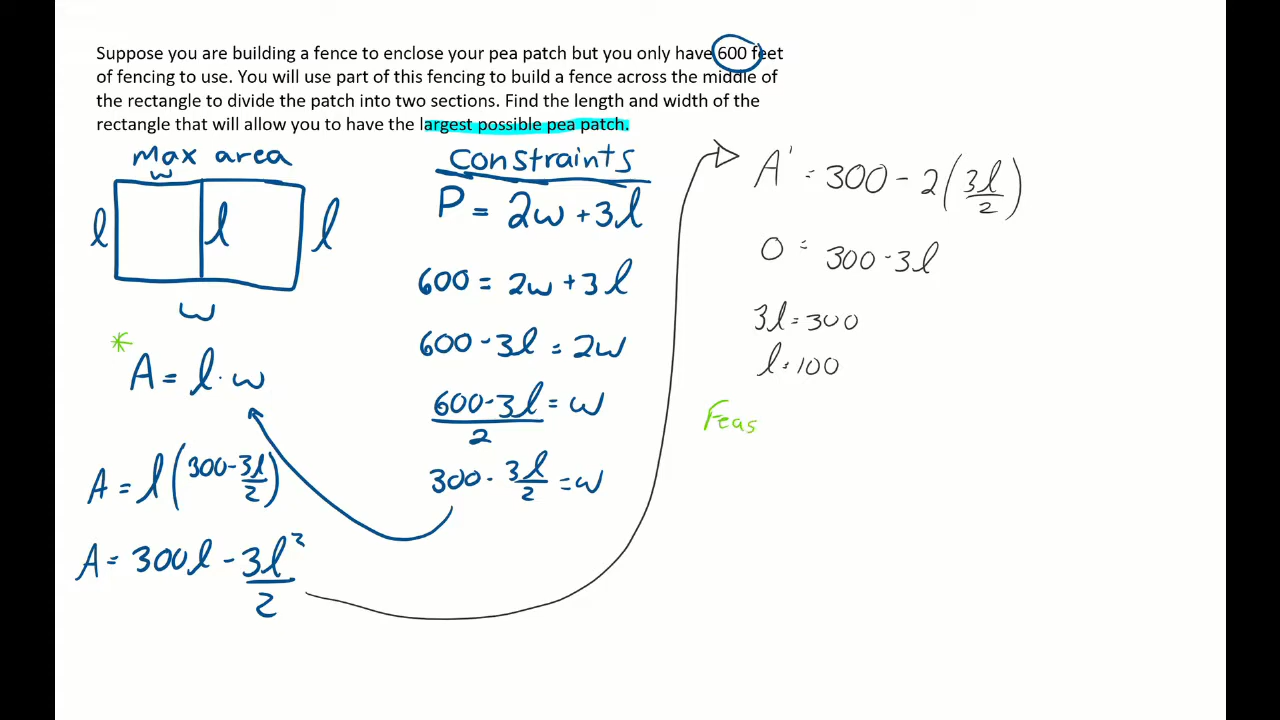 Suppose you are building a fence to enclose your pea patch but you only have 600 feet
of fencing to use. You will use part of this fencing to build a fence across the middle of
the rectangle to divide the patch into two sections. Find the length and width of the
rectangle that will allow you to have the largest possible pea patch.
Max area
w
l l l
w
* A = l · w
A = l (300 - 3l/2)
A = 300l - 3l²/2
Constraints
P = 2w + 3l
600 = 2w + 3l
600 - 3l = 2w
(600 - 3l)/2 = w
300 - 3l/2 = w
A' = 300 - 2(3l/2)
0 = 300 - 3l
3l = 300
l = 100
Feas